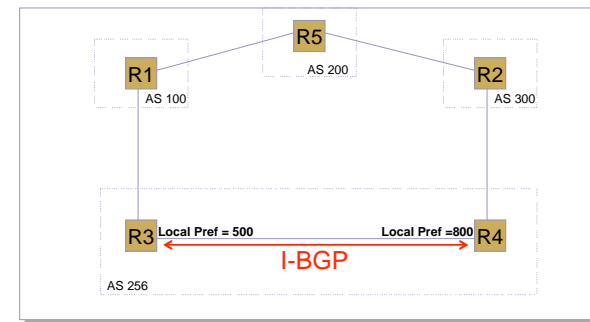 R5
R1
AS 200
R2
AS 100
AS 300
R3
Local Pref = 500
Local Pref =800
R4
I-BGP
AS 256